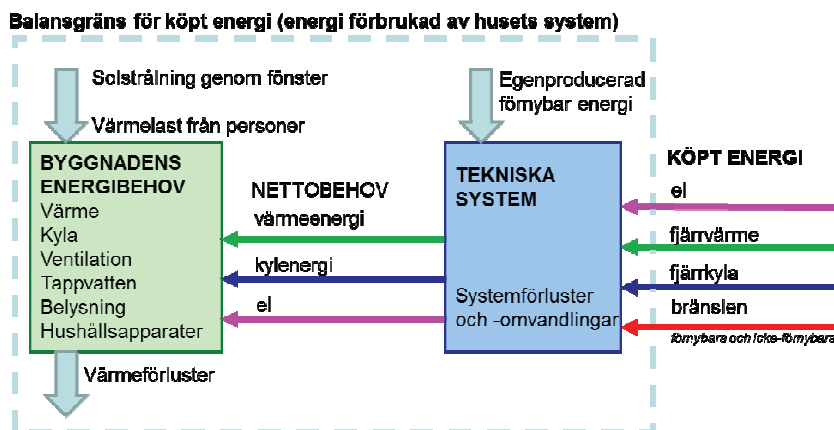 Balansgräns för köpt energi (energi förbrukad av husets system)
Solstrålning genom fönster
Värmelast från personer
Egenproducerad
förnybar energi
BYGGNADENS
ENERGIBEHOV
Värme
Kyla
Ventilation
Tappvatten
Belysning
Hushållsapparater
NETTOBEHOV
värmeenergi
kylenergi
el
TEKNISKA
SYSTEM
Systemförluster
och -omvandlingar
KÖPT ENERGI
el
fjärrvärme
fjärrkyla
bränslen
förnybara och icke-förnybara
Värmeförluster